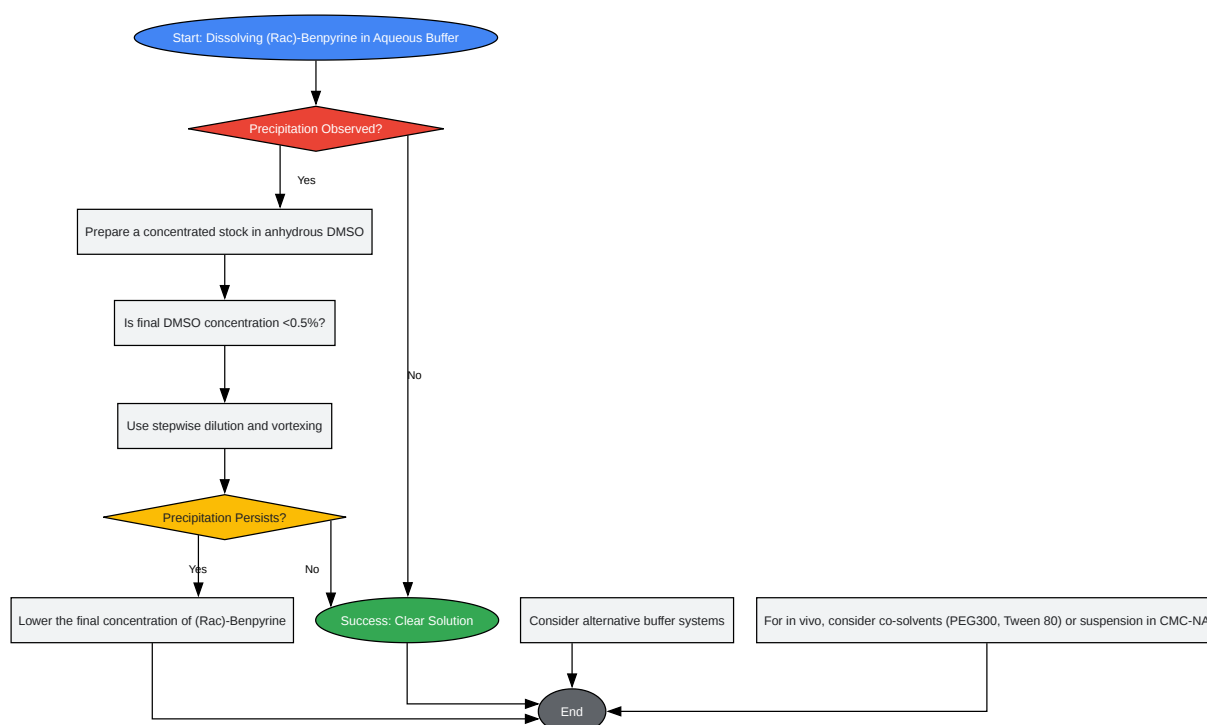 Start: Dissolving (Rac)-Benpyrine in Aqueous Buffer
Precipitation Observed?
Yes
Prepare a concentrated stock in anhydrous DMSO
Is final DMSO concentration <0.5%?
No
Use stepwise dilution and vortexing
Precipitation Persists?
Yes
No
Lower the final concentration of (Rac)-Benpyrine
Success: Clear Solution
Consider alternative buffer systems
For in vivo, consider co-solvents (PEG300, Tween 80) or suspension in CMC-NA
End